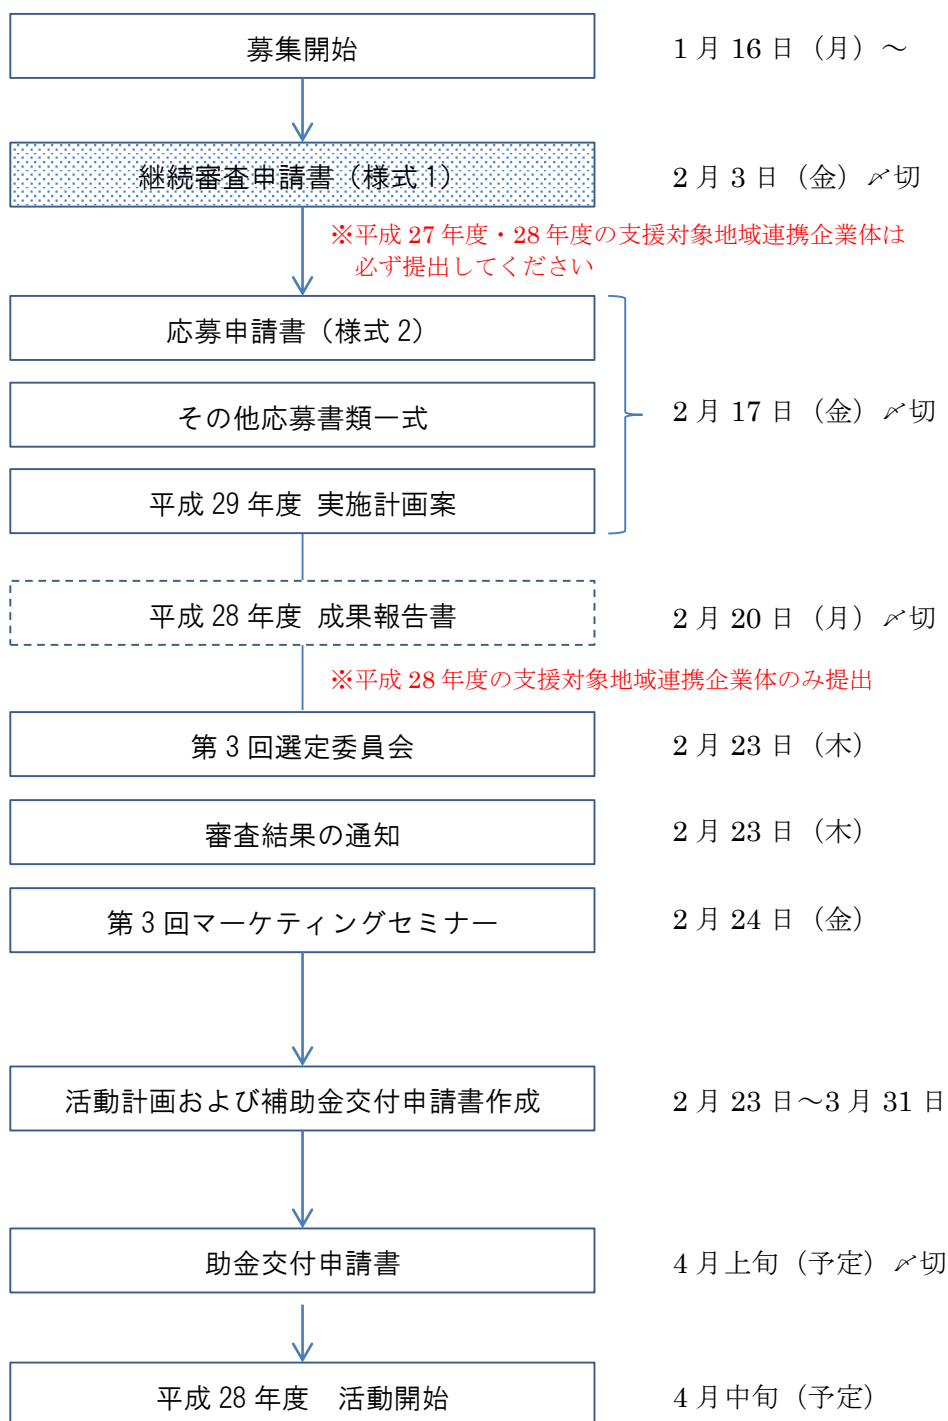 募集開始 1月16日（月）～
継続審査申請書（様式1） 2月3日（金）〆切
※平成27年度・28年度の支援対象地域連携企業体は
必ず提出してください
応募申請書（様式2）
その他応募書類一式 2月17日（金）〆切
平成29年度 実施計画案
平成28年度 成果報告書 2月20日（月）〆切
※平成28年度の支援対象地域連携企業体のみ提出
第3回選定委員会 2月23日（木）
審査結果の通知 2月23日（木）
第3回マーケティングセミナー 2月24日（金）
活動計画および補助金交付申請書作成 2月23日～3月31日
助金交付申請書 4月上旬（予定）〆切
平成28年度　活動開始 4月中旬（予定）